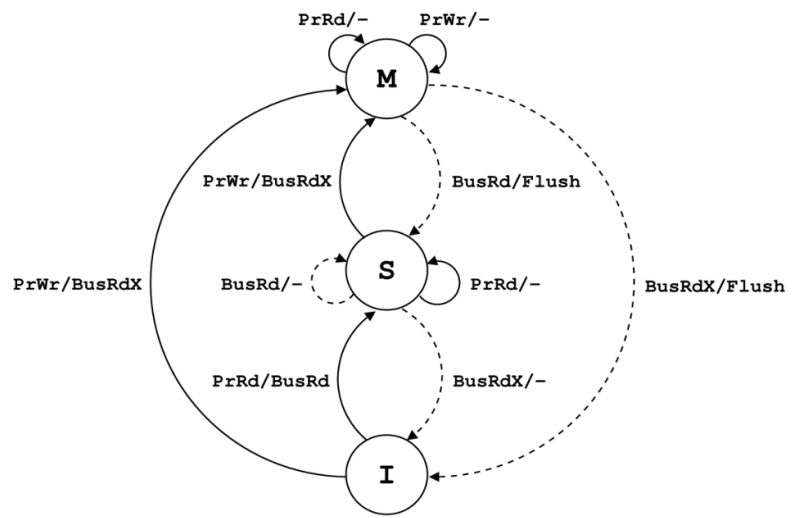 PrRd/-
PrWr/-
M
PrWr/BusRdX
BusRd/Flush
S
BusRd/-
PrRd/-
PrWr/BusRdX
BusRdX/Flush
PrRd/BusRd
BusRdX/-
I